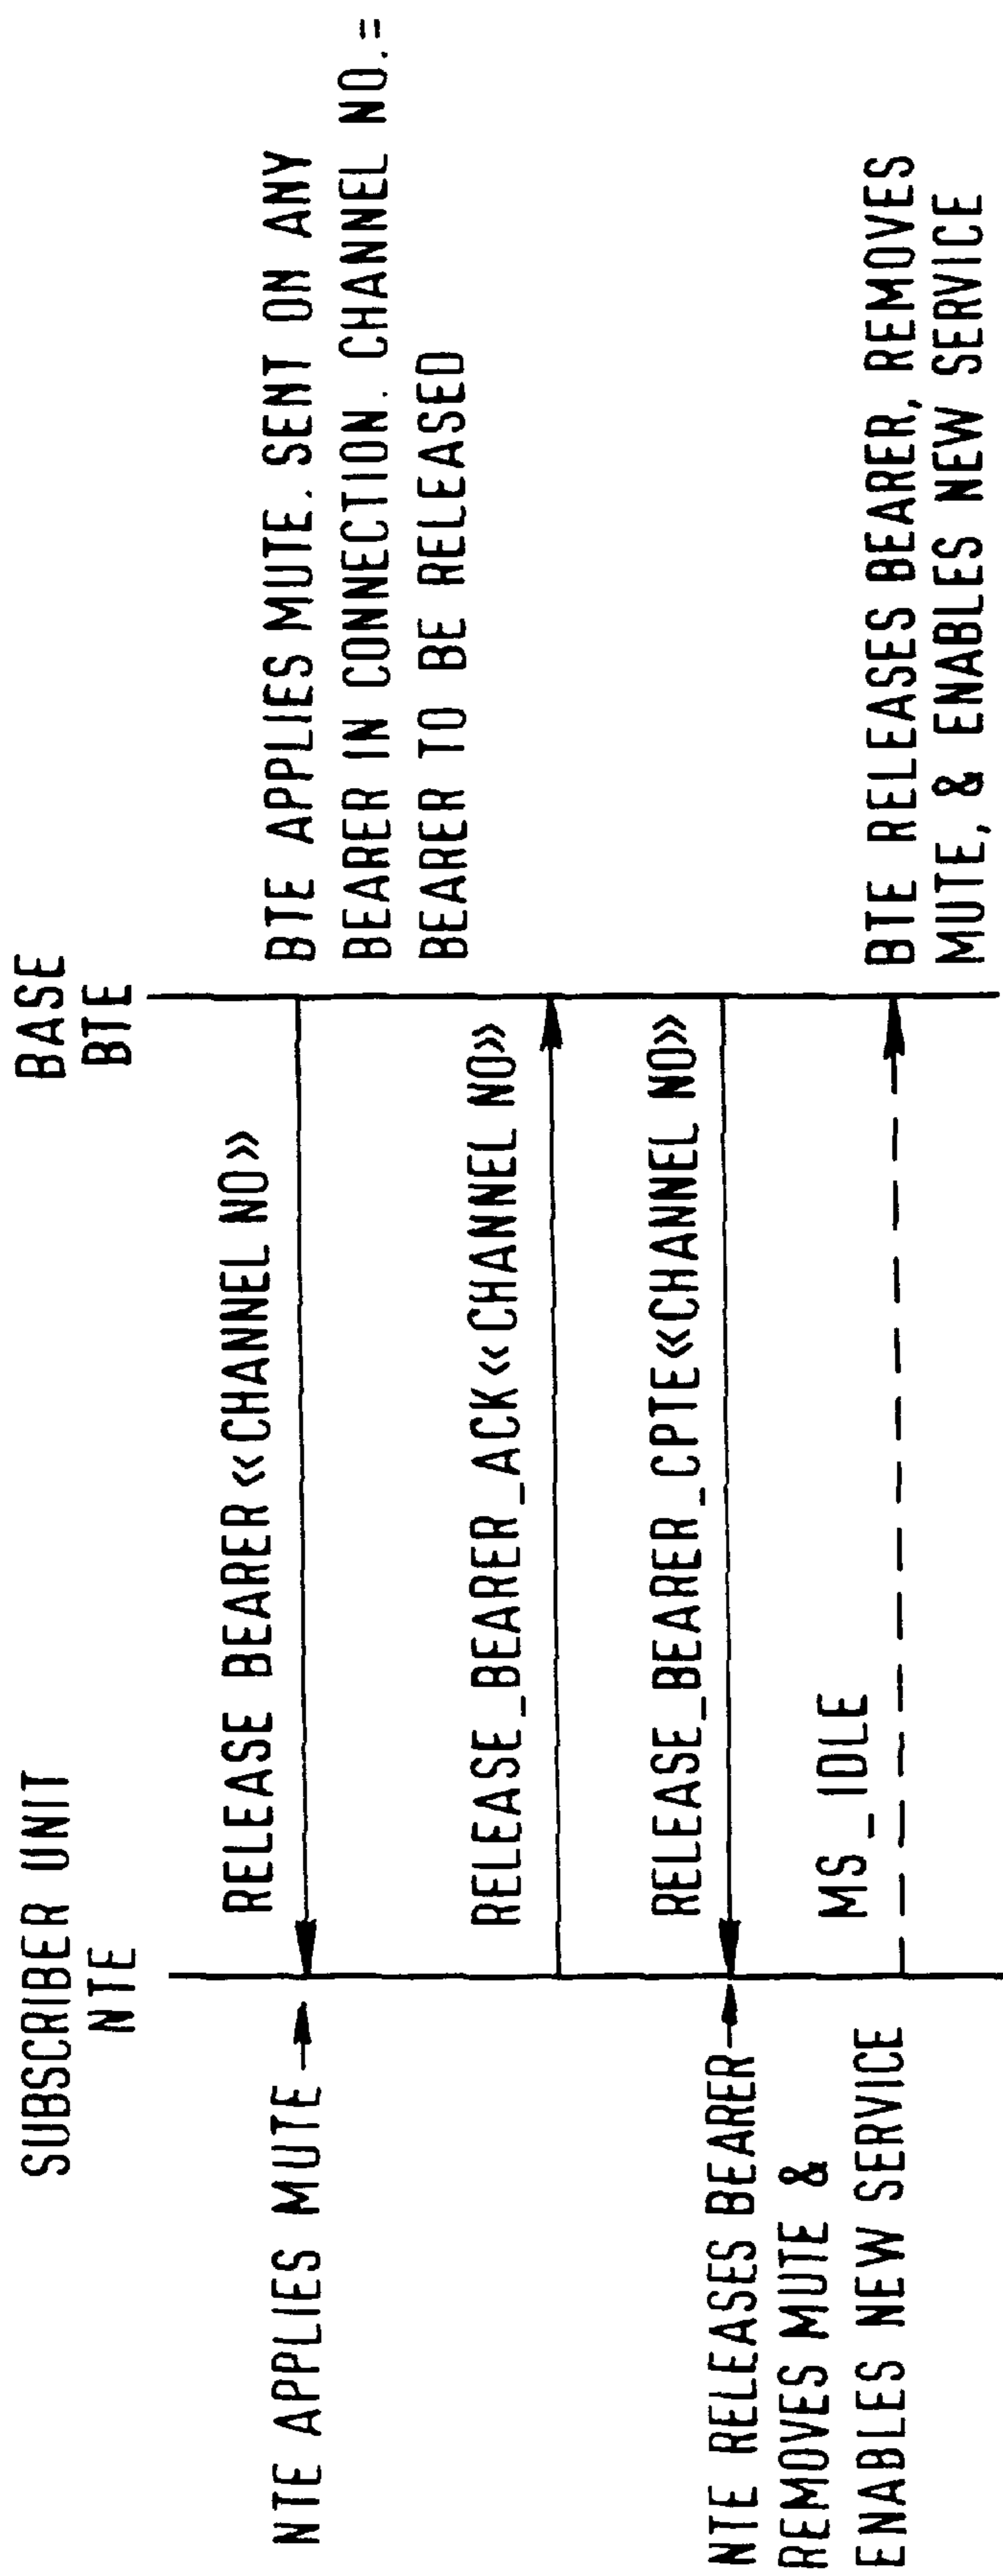 SUBSCRIBER UNIT
NTE
BASE
BTE
RELEASE BEARER «CHANNEL NO»
NTE APPLIES MUTE
BTE APPLIES MUTE. SENT ON ANY
BEARER IN CONNECTION. CHANNEL NO.=
BEARER TO BE RELEASED
RELEASE_BEARER_ACK «CHANNEL NO»
RELEASE_BEARER_CPTE «CHANNEL NO»
NTE RELEASES BEARER
REMOVES MUTE &
ENABLES NEW SERVICE
MS_IDLE
BTE RELEASES BEARER, REMOVES
MUTE, & ENABLES NEW SERVICE